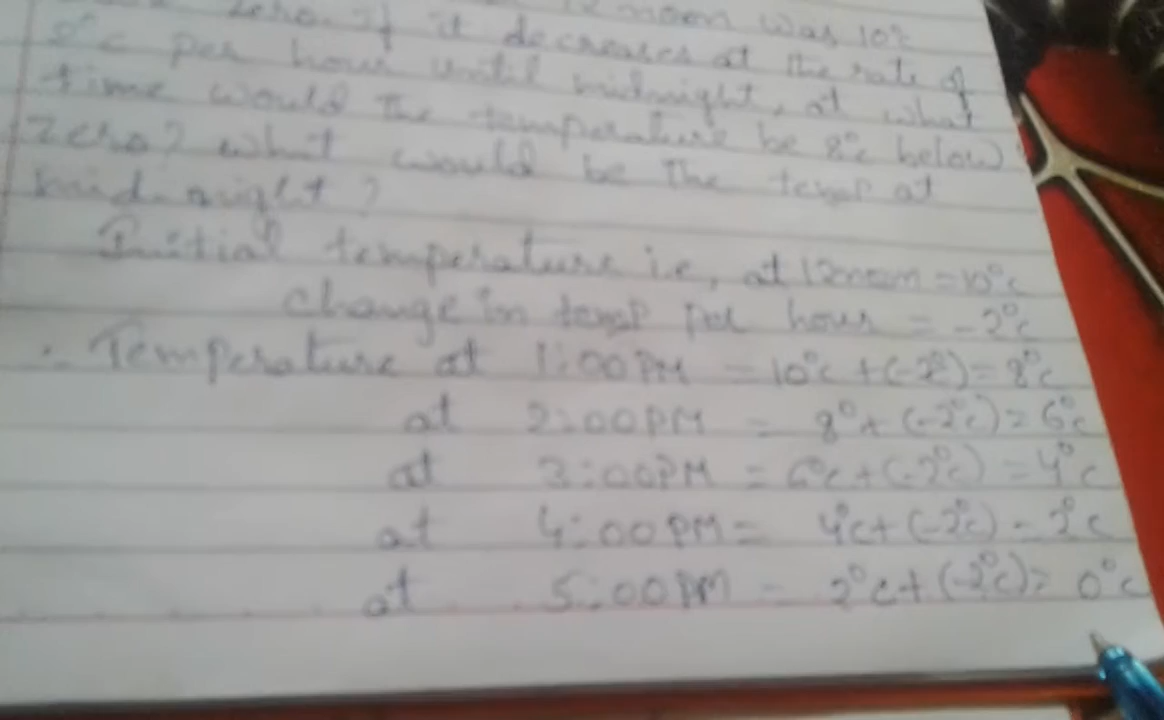 zero. If it decreases at the rate of
12 noon was 10°c
2°c per hour until midnight, at what
time would the temperature be 8°c below
zero? what would be the temp at
mid-night?
Initial temperature i.e, at 12 noon = 10°c
change in temp per hour = -2°c
∴ Temperature at 1:00 PM = 10°c + (-2°) = 8°c
at 2:00 PM = 8° + (-2°c) = 6°c
at 3:00 PM = 6°c + (-2°c) = 4°c
at 4:00 PM = 4°c + (-2°c) = 2°c
at 5:00 PM = 2°c + (-2°c) = 0°c